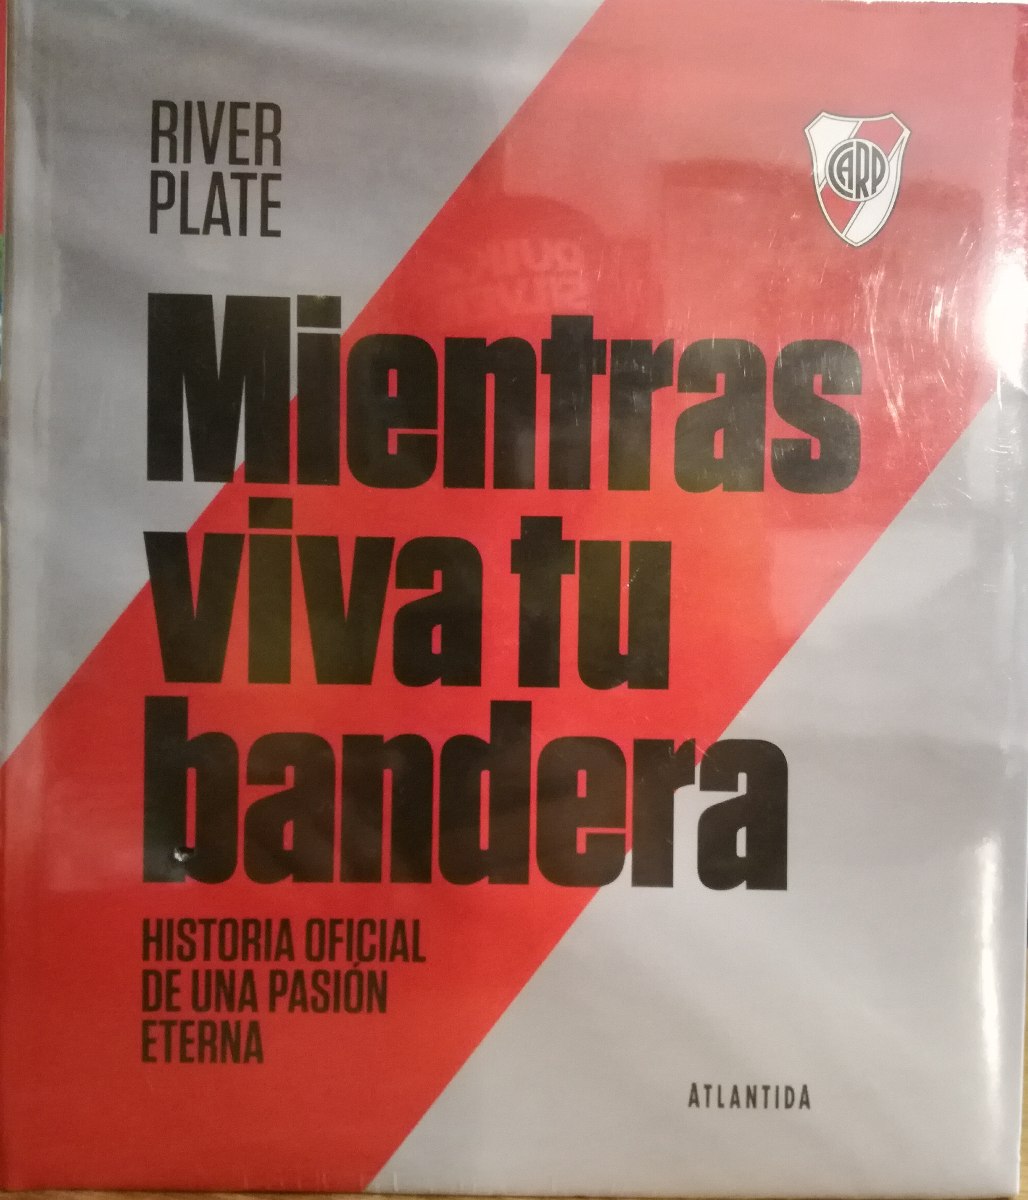 RIVER
PLATE
CARP
Mientras
viva tu
bandera
HISTORIA OFICIAL
DE UNA PASIÓN
ETERNA
ATLANTIDA